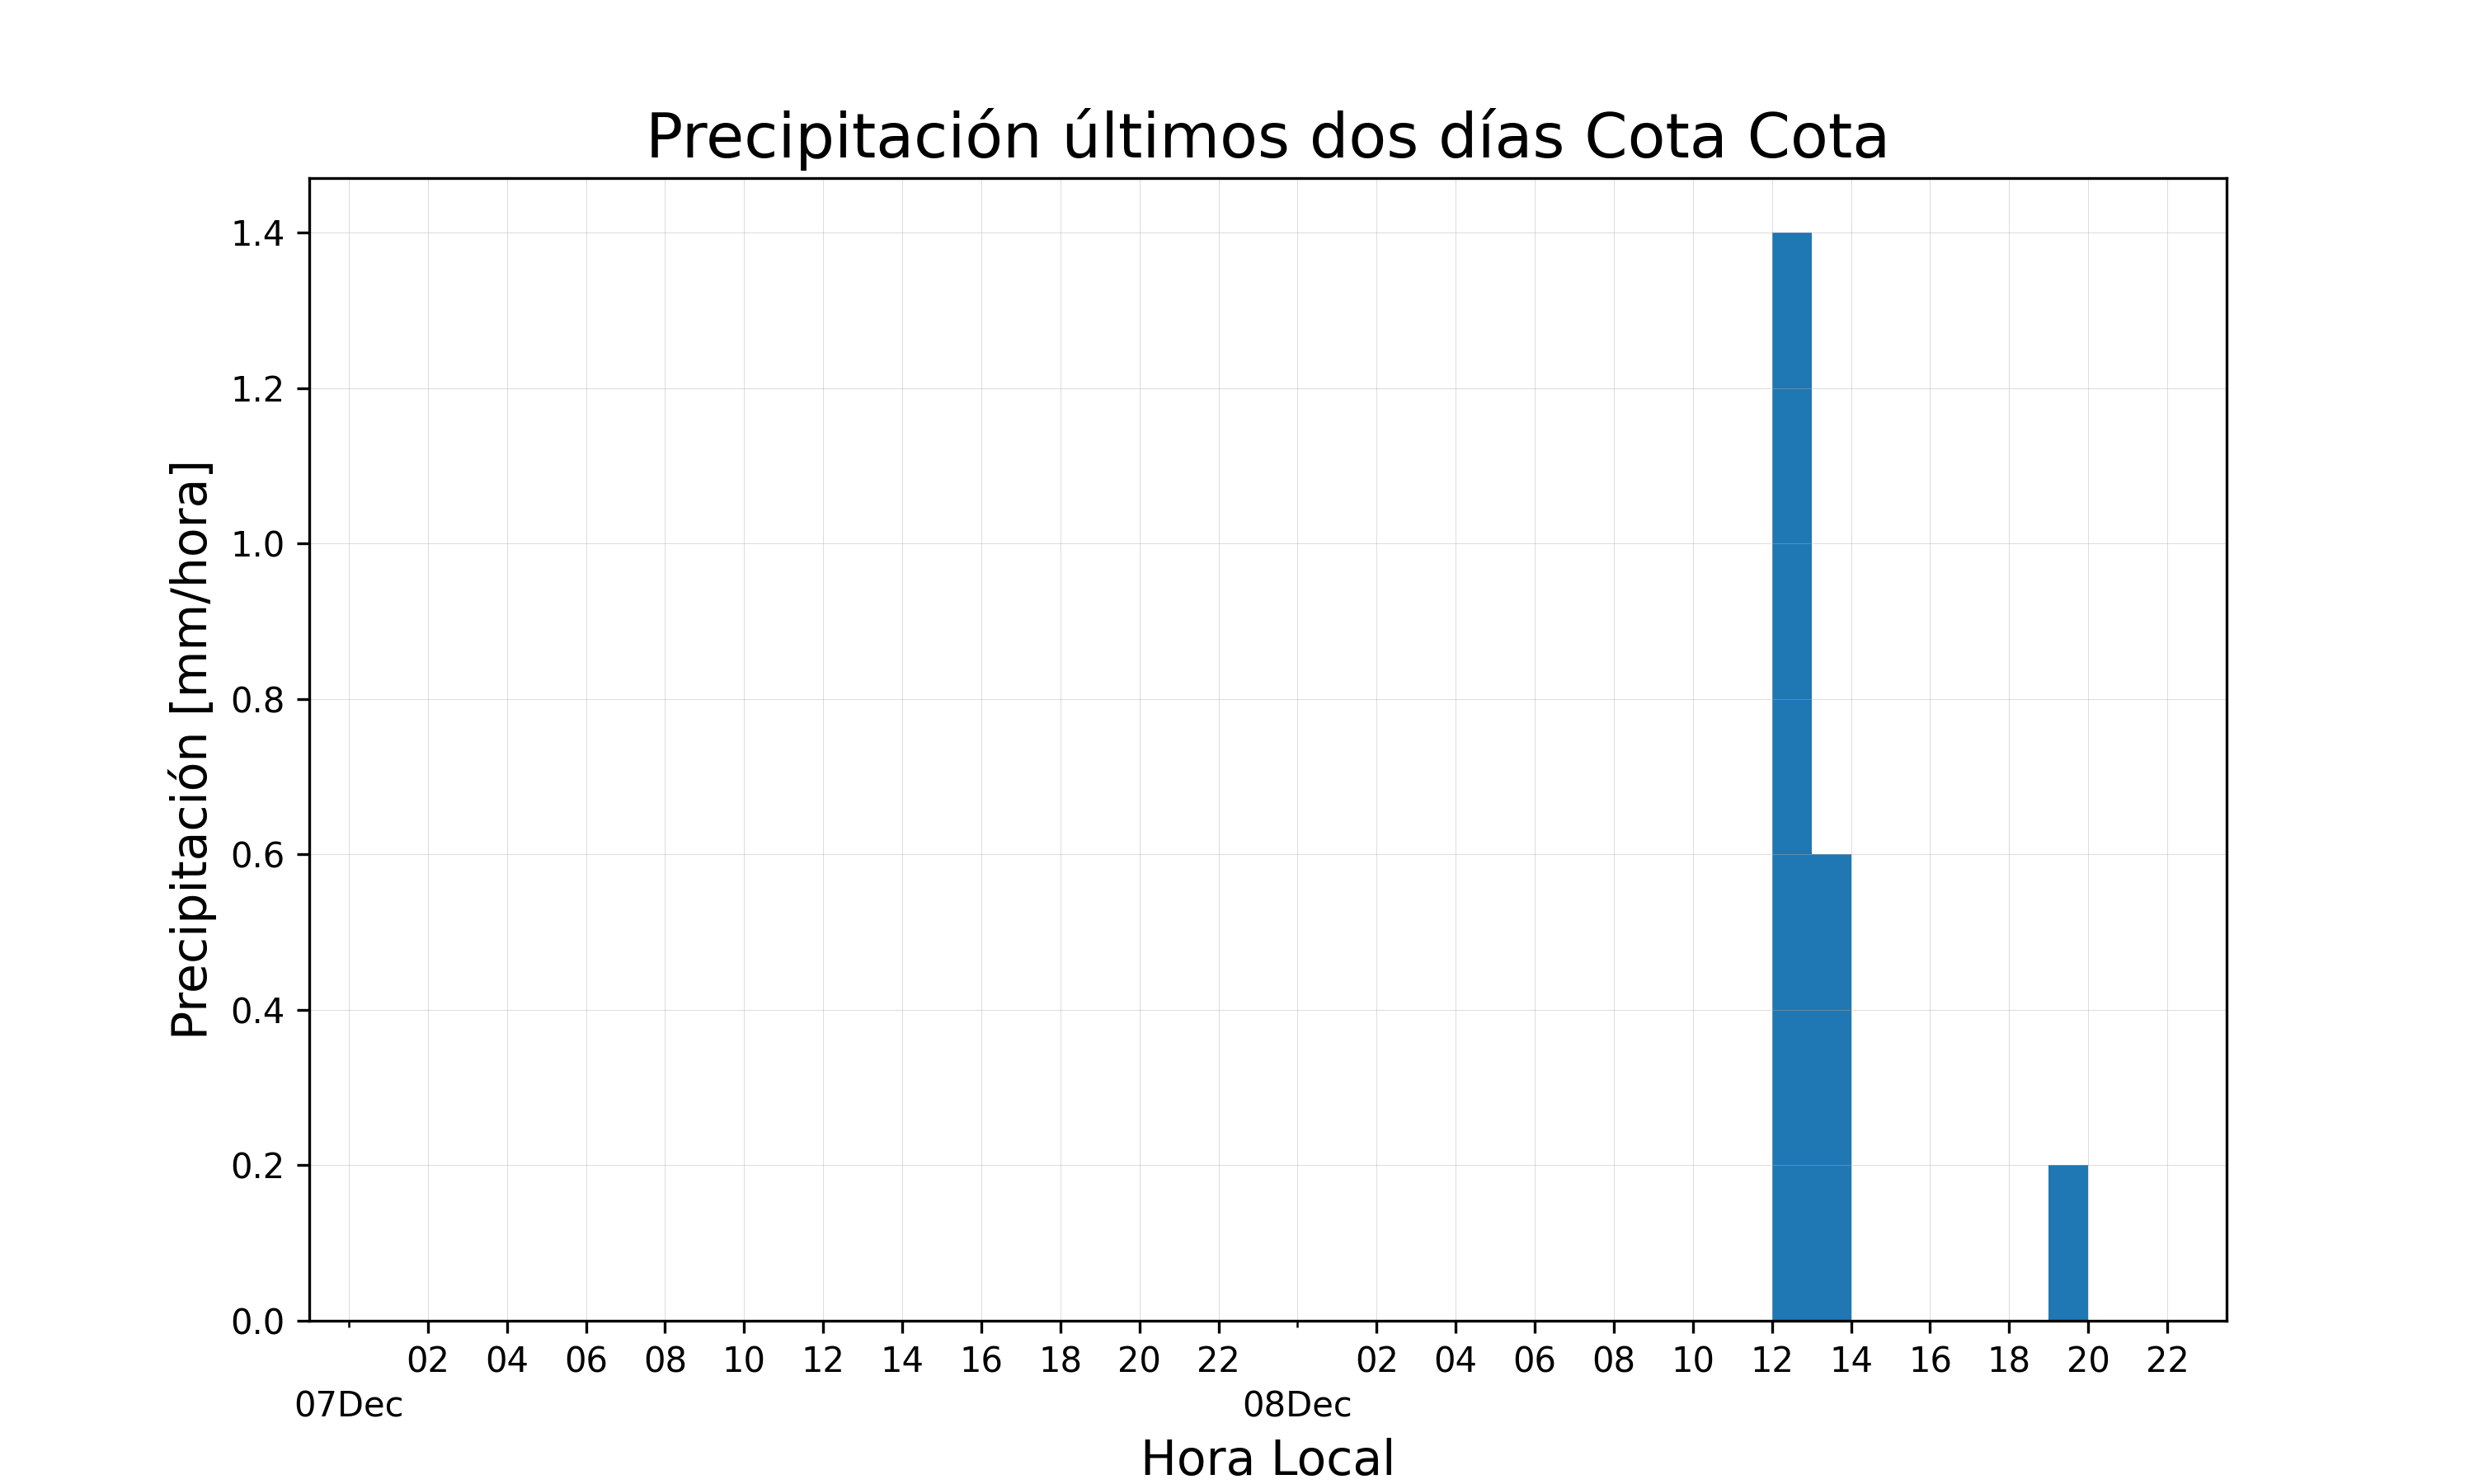 Precipitación últimos dos días Cota Cota
Precipitación [mm/hora]
1.4
1.2
1.0
0.8
0.6
0.4
0.2
0.0
02 04 06 08 10 12 14 16 18 20 22 02 04 06 08 10 12 14 16 18 20 22
07Dec 08Dec
Hora Local